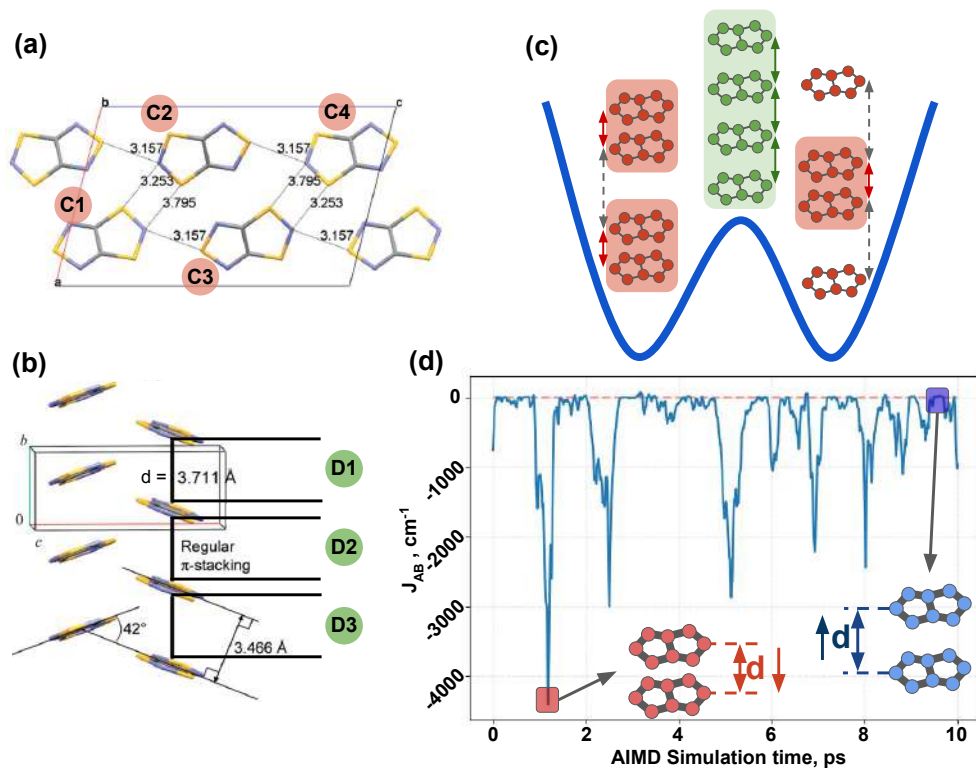 (a)
b
C2
C4
c
3.157
3.157
3.253
3.795
3.795
3.253
C1
3.157
3.157
a
C3
(b)
b
d = 3.711 Å
D1
0
c
Regular
π-stacking
D2
42°
3.466 Å
D3
(c)
(d)
0
-1000
-2000
-3000
-4000
J_AB , cm⁻¹
d
d
0
2
4
6
8
10
AIMD Simulation time, ps